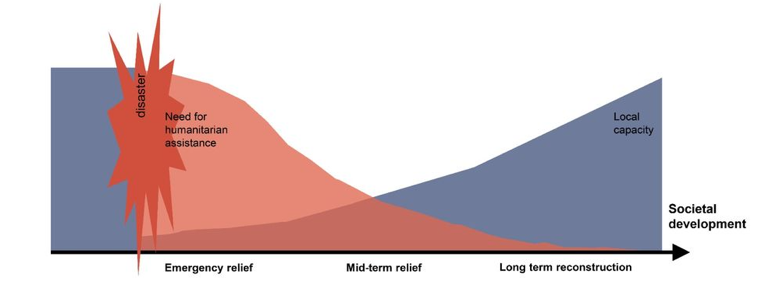 disaster
Need for
humanitarian
assistance
Local
capacity
Societal
development
Emergency relief
Mid-term relief
Long term reconstruction